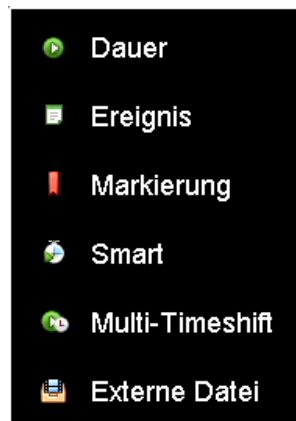 Dauer
Ereignis
Markierung
Smart
Multi-Timeshift
Externe Datei